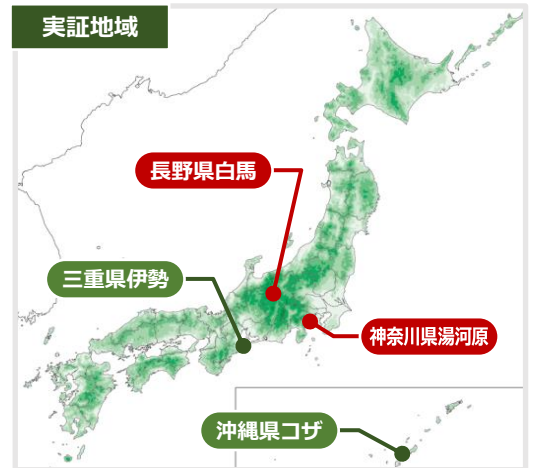 実証地域
長野県白馬
三重県伊勢
神奈川県湯河原
沖縄県コザ